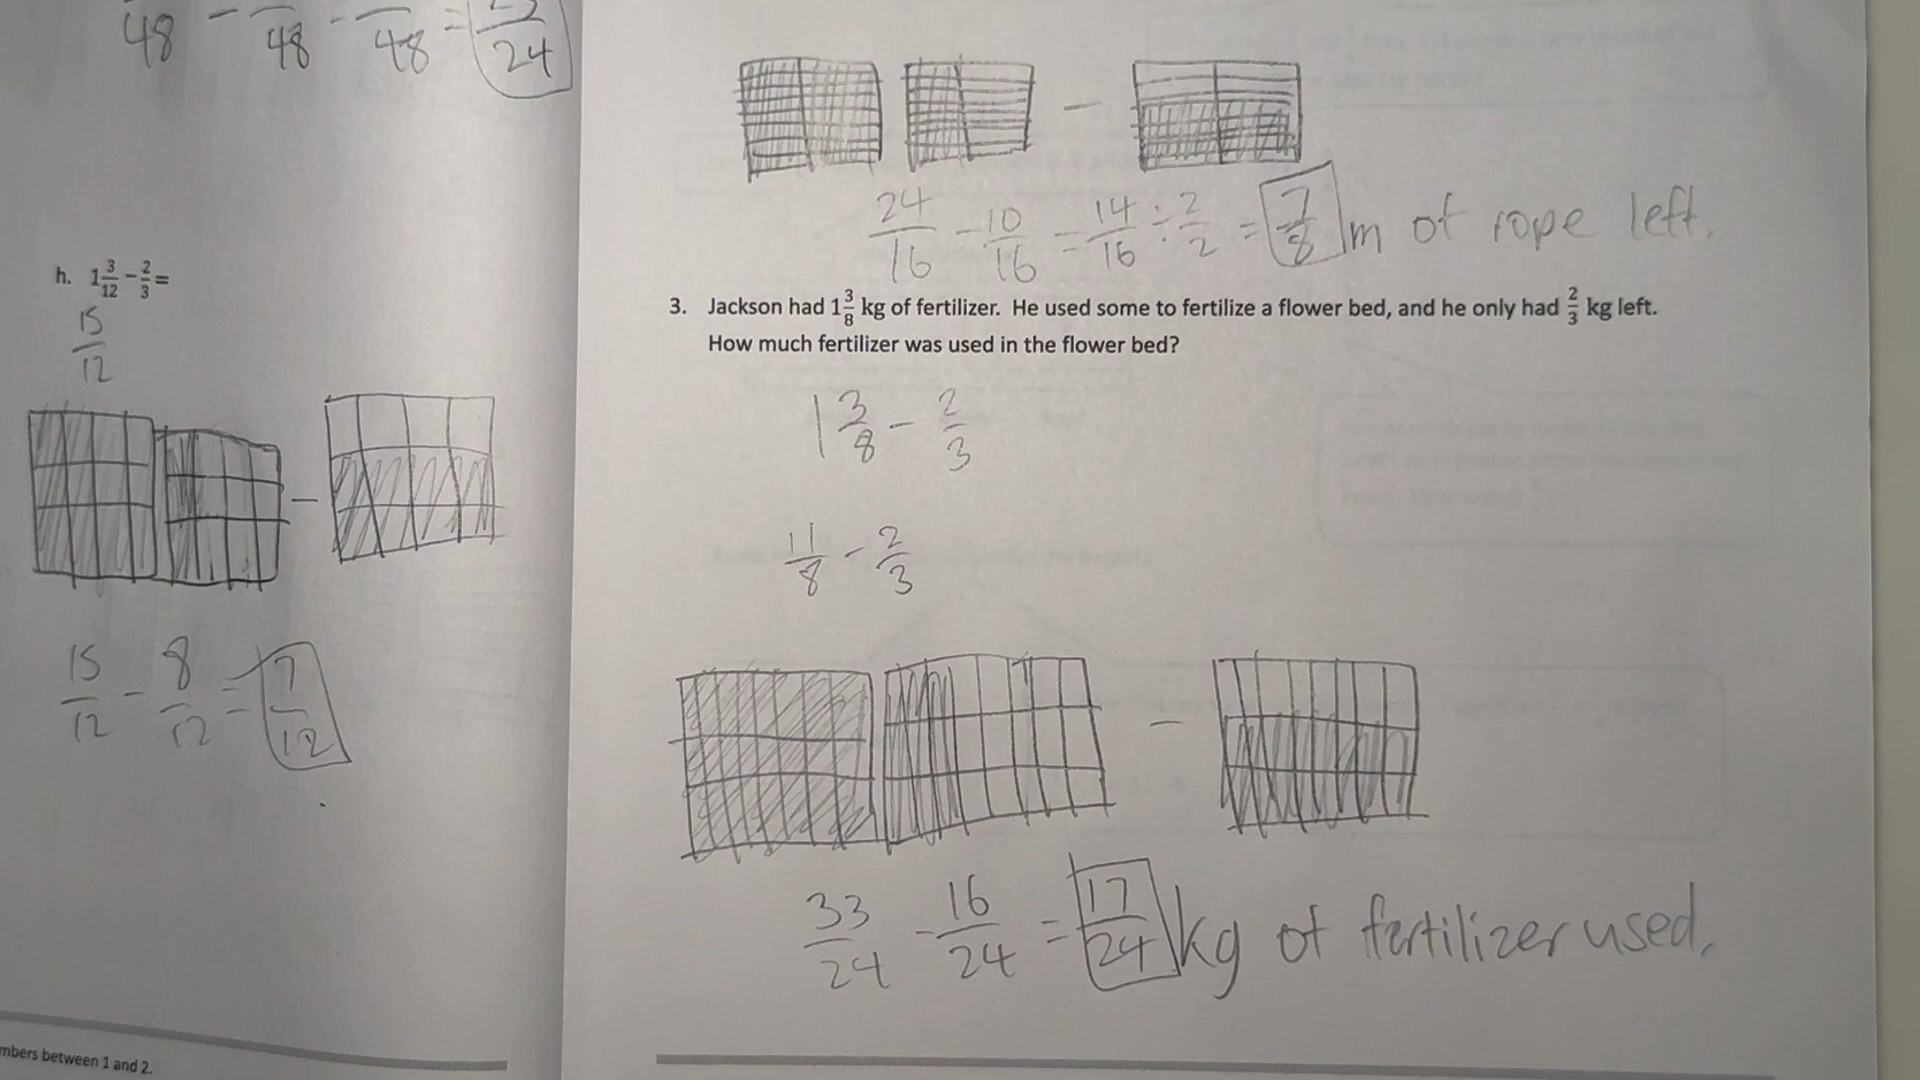 48 - 48 - 48 = 24
h. 1 3/12 - 2/3 =
15/12
15/12 - 8/12 = 7/12
mbers between 1 and 2.
24/16 - 10/16 = 14/16 ÷ 2/2 = 7/8 m of rope left.
3. Jackson had 1 3/8 kg of fertilizer. He used some to fertilize a flower bed, and he only had 2/3 kg left.
How much fertilizer was used in the flower bed?
1 3/8 - 2/3
11/8 - 2/3
33/24 - 16/24 = 17/24 kg of fertilizer used.